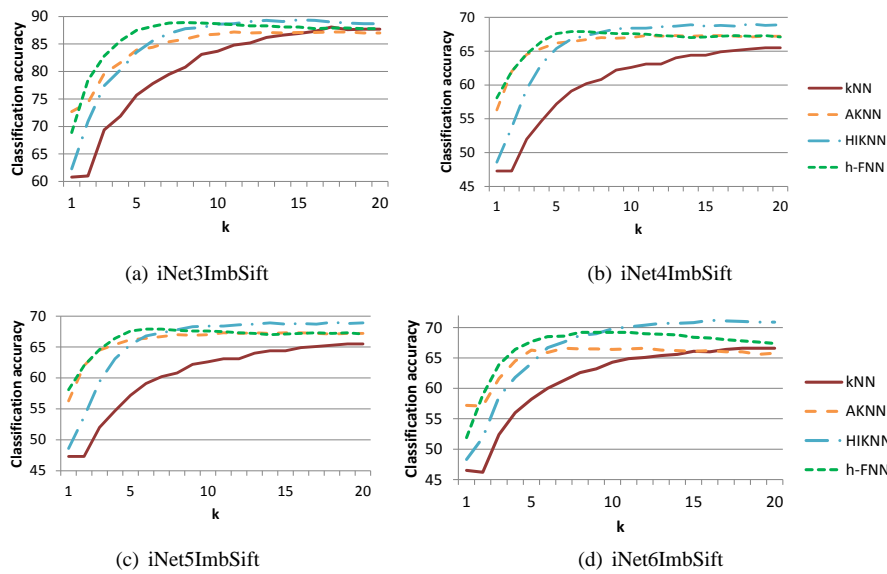 Classification accuracy
90
85
80
75
70
65
60
1
5
10
15
20
k
(a) iNet3ImbSift
Classification accuracy
70
65
60
55
50
45
1
5
10
15
20
k
(b) iNet4ImbSift
kNN
AKNN
HIKNN
h-FNN
Classification accuracy
70
65
60
55
50
45
1
5
10
15
20
k
(c) iNet5ImbSift
Classification accuracy
70
65
60
55
50
45
1
5
10
15
20
k
(d) iNet6ImbSift
kNN
AKNN
HIKNN
h-FNN